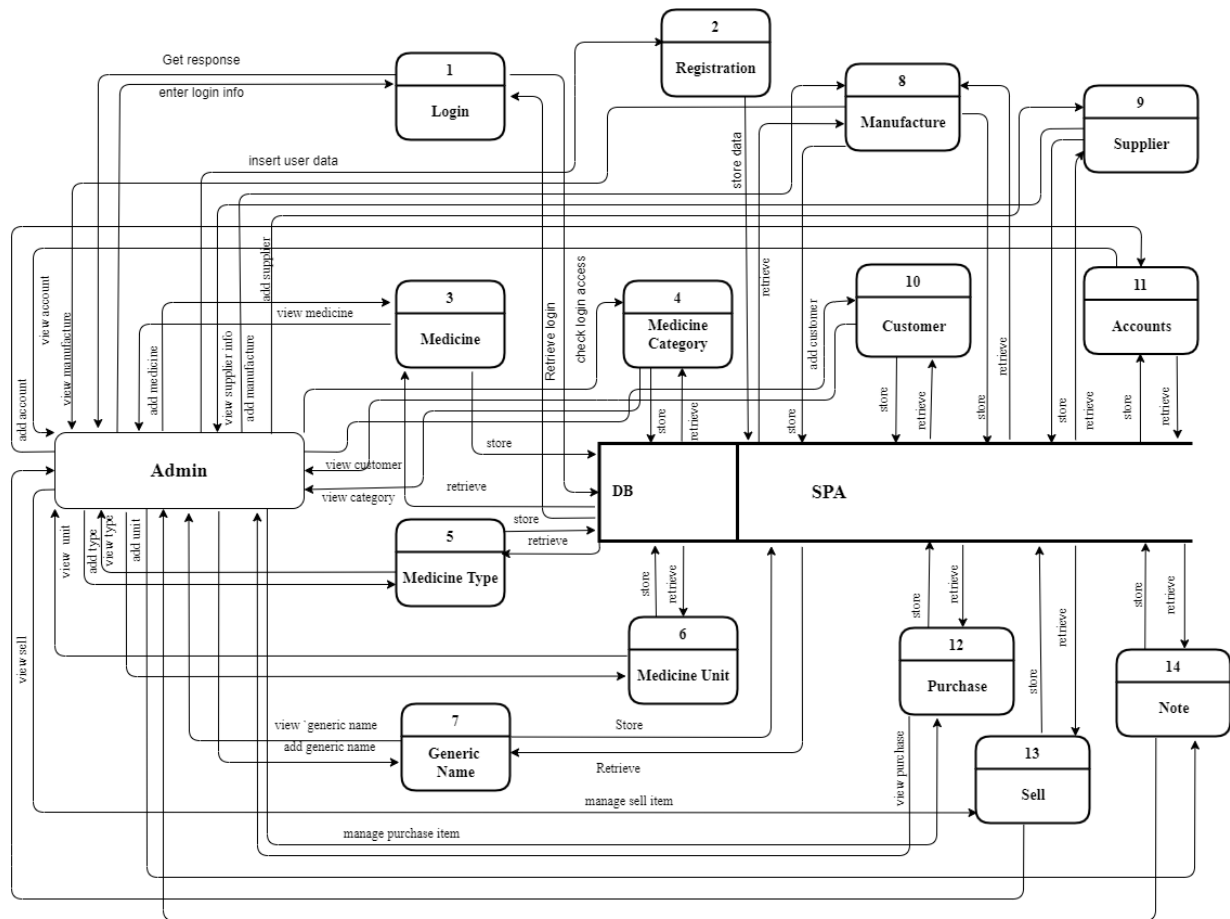 2
Registration
Get response
1
Login
enter login info
8
Manufacture
9
Supplier
insert user data
store data
retrieve
view account
view manufacture
add supplier
add account
add medicine
view supplier info
add manufacture
3
Medicine
view medicine
Retrieve login
check login access
4
Medicine
Category
add customer
10
Customer
retrieve
11
Accounts
store
retrieve
store
store
retrieve
store
store
retrieve
store
retrieve
store
retrieve
Admin
view customer
view category
store
retrieve
DB
SPA
view unit
add type
view type
add unit
5
Medicine Type
store
retrieve
store
retrieve
6
Medicine Unit
store
retrieve
12
Purchase
store
retrieve
13
Sell
store
retrieve
14
Note
view sell
view `generic name
add generic name
7
Generic
Name
Store
Retrieve
view purchase
manage sell item
manage purchase item